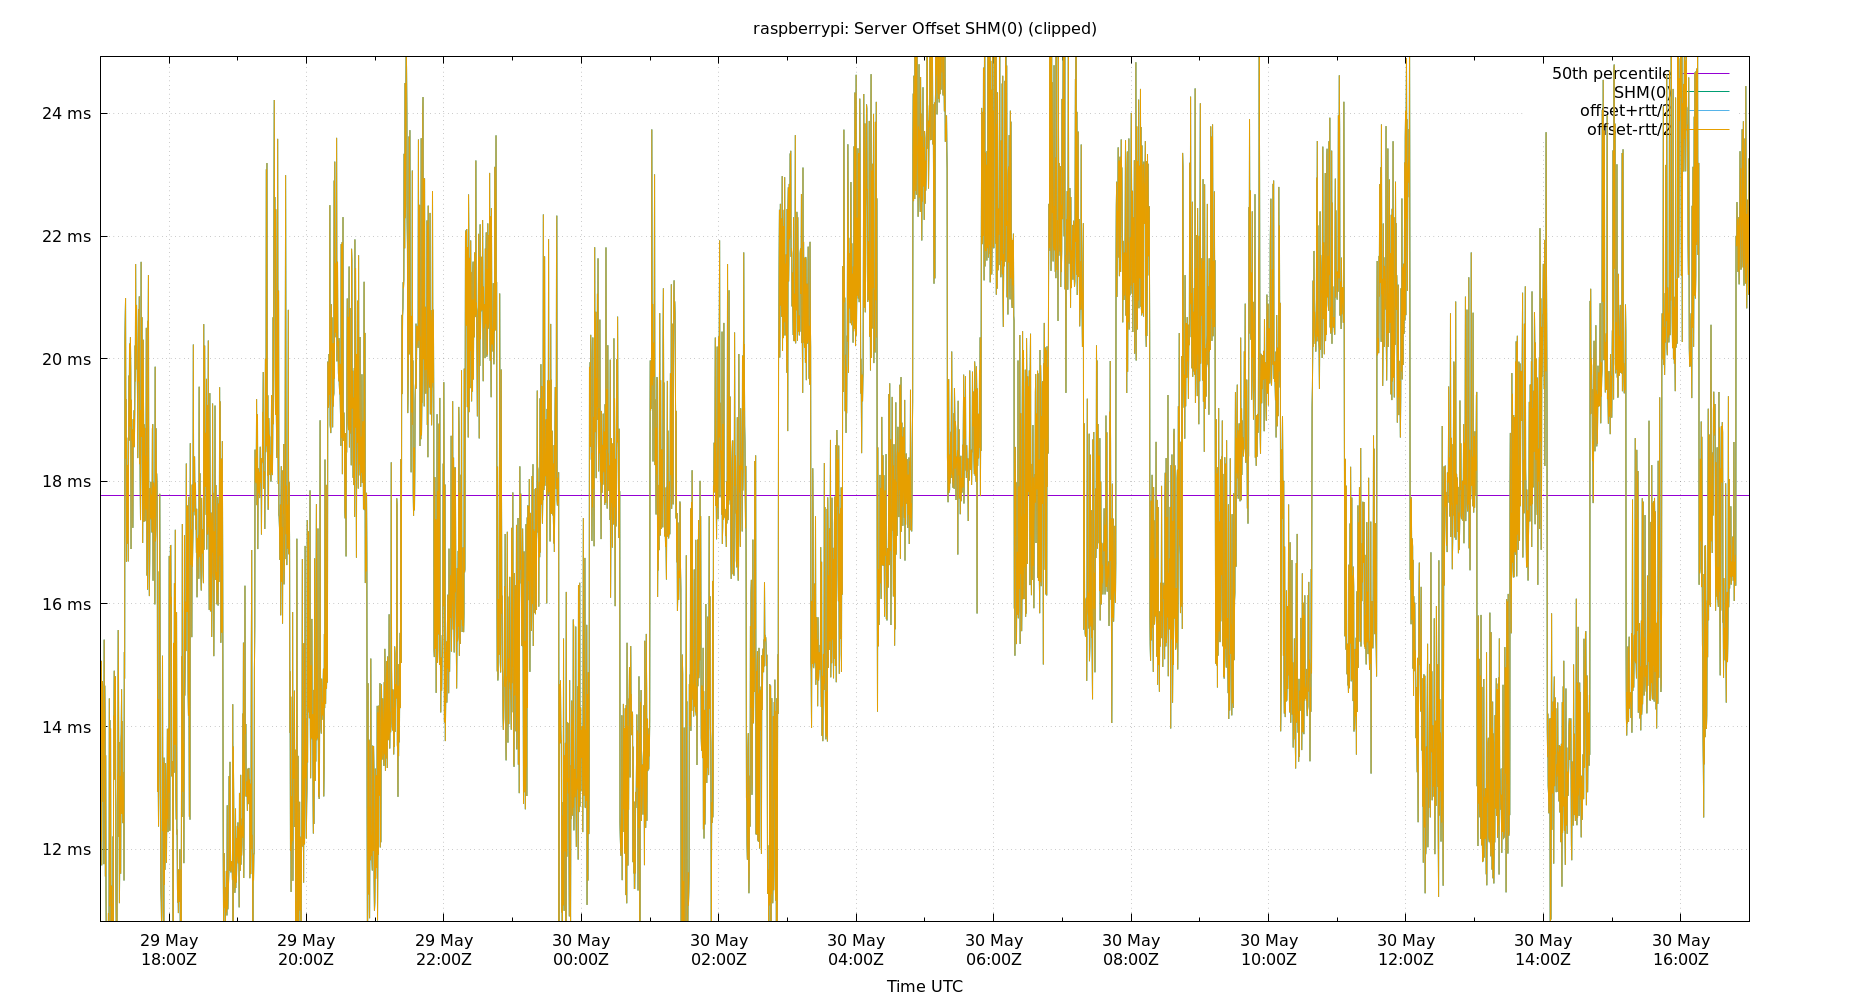 raspberrypi: Server Offset SHM(0) (clipped)
50th percentile
SHM(0)
offset+rtt/2
offset-rtt/2
24 ms
22 ms
20 ms
18 ms
16 ms
14 ms
12 ms
29 May 29 May 29 May 30 May 30 May 30 May 30 May 30 May 30 May 30 May 30 May 30 May
18:00Z 20:00Z 22:00Z 00:00Z 02:00Z 04:00Z 06:00Z 08:00Z 10:00Z 12:00Z 14:00Z 16:00Z
Time UTC